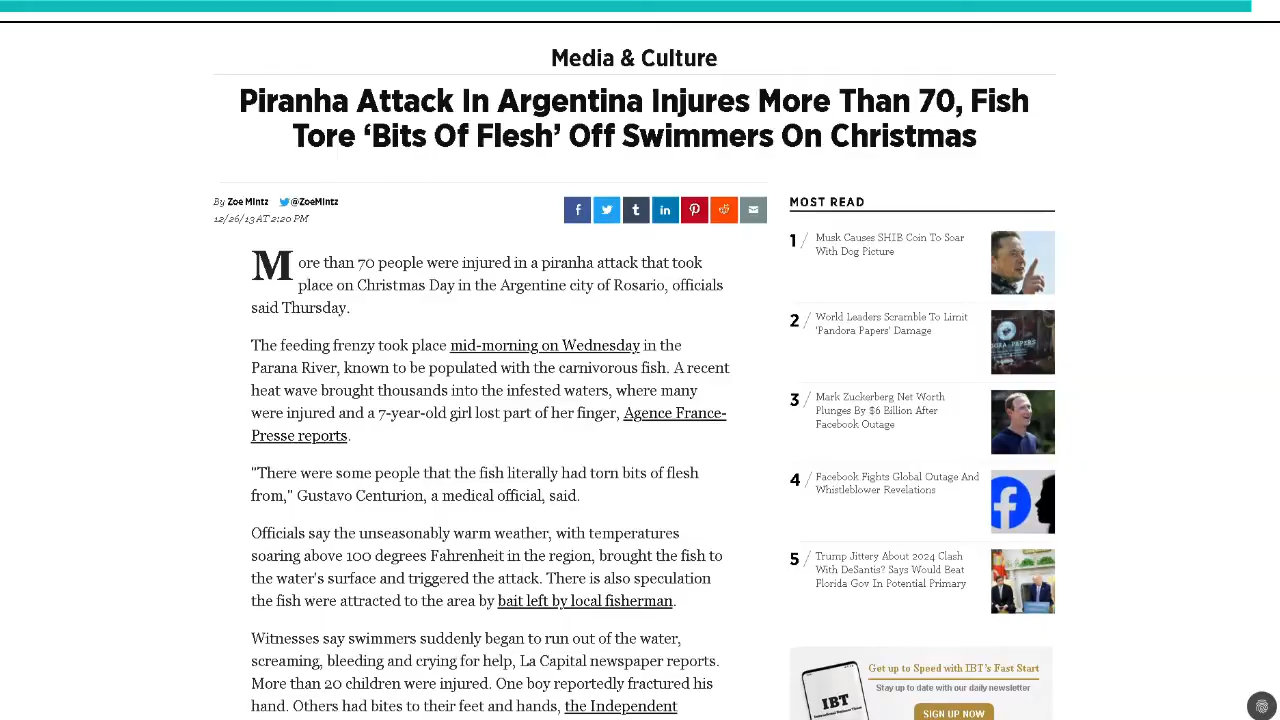 Media & Culture
Piranha Attack In Argentina Injures More Than 70, Fish
Tore ‘Bits Of Flesh’ Off Swimmers On Christmas
By Zoe Mintz @ZoeMintz
12/26/13 AT 2:20 PM
More than 70 people were injured in a piranha attack that took
place on Christmas Day in the Argentine city of Rosario, officials
said Thursday.
The feeding frenzy took place mid-morning on Wednesday in the
Parana River, known to be populated with the carnivorous fish. A recent
heat wave brought thousands into the infested waters, where many
were injured and a 7-year-old girl lost part of her finger, Agence France-
Presse reports.
"There were some people that the fish literally had torn bits of flesh
from," Gustavo Centurion, a medical official, said.
Officials say the unseasonably warm weather, with temperatures
soaring above 100 degrees Fahrenheit in the region, brought the fish to
the water's surface and triggered the attack. There is also speculation
the fish were attracted to the area by bait left by local fisherman.
Witnesses say swimmers suddenly began to run out of the water,
screaming, bleeding and crying for help, La Capital newspaper reports.
More than 20 children were injured. One boy reportedly fractured his
hand. Others had bites to their feet and hands, the Independent
MOST READ
1 / Musk Causes SHIB Coin To Soar
With Dog Picture
2 / World Leaders Scramble To Limit
'Pandora Papers' Damage
3 / Mark Zuckerberg Net Worth
Plunges By $6 Billion After
Facebook Outage
4 / Facebook Fights Global Outage And
Whistleblower Revelations
5 / Trump Jittery About 2024 Clash
With DeSantis? Says Would Beat
Florida Gov In Potential Primary
IBT
Get up to Speed with IBT's Fast Start
Stay up to date with our daily newsletter
SIGN UP NOW